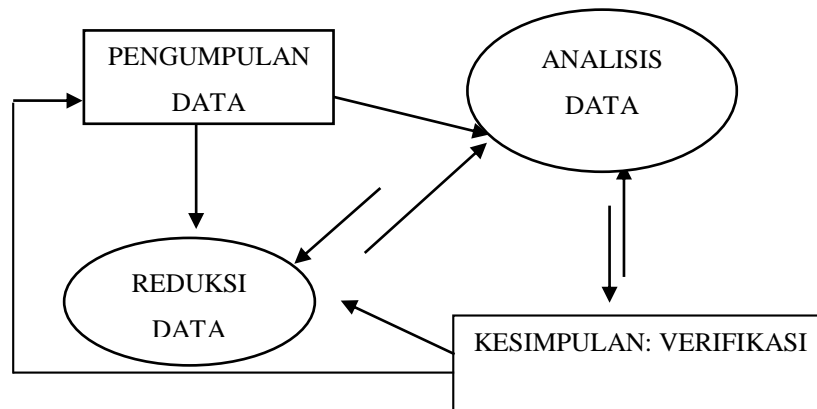 PENGUMPULAN
DATA
ANALISIS
DATA
REDUKSI
DATA
KESIMPULAN: VERIFIKASI